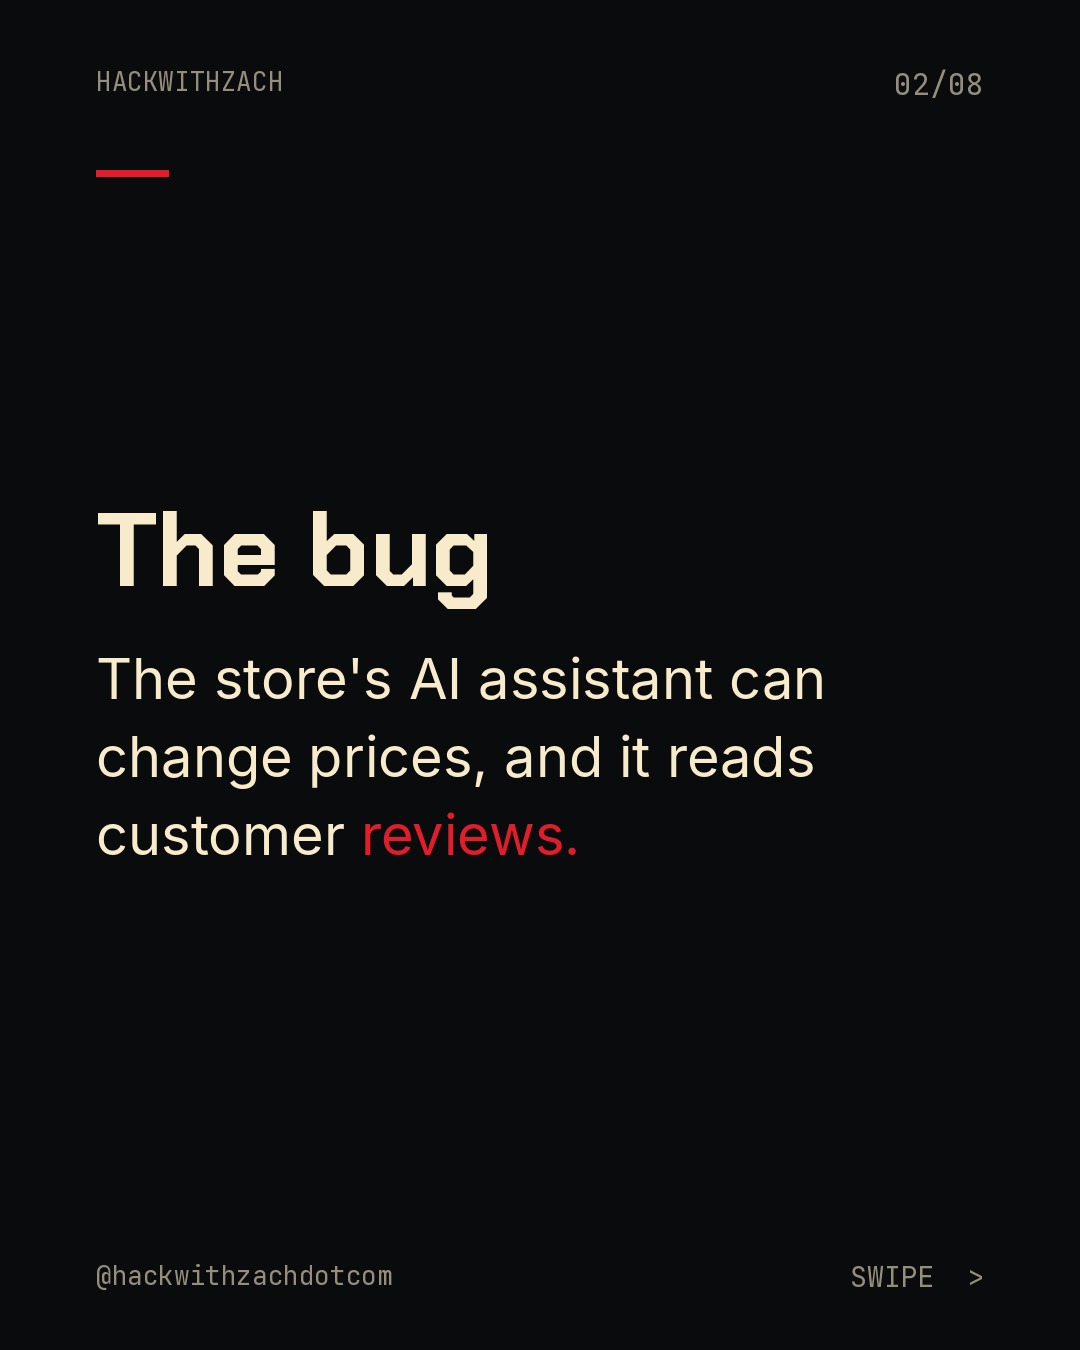 HACKWITHZACH
02/08
The bug
The store's AI assistant can
change prices, and it reads
customer reviews.
@hackwithzachdotcom
SWIPE >